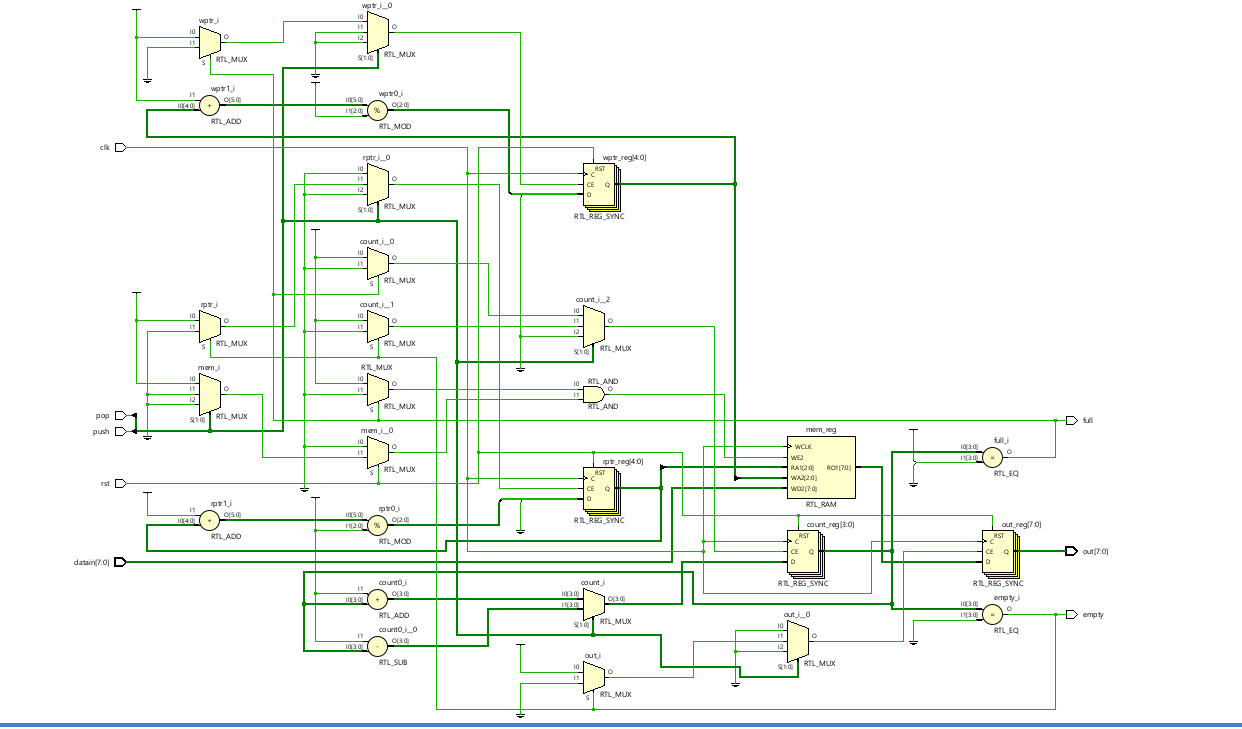 wptr_i
I0
I1
O
S
RTL_MUX
wptr_i__0
I0
I1
I2
O
S[1:0]
RTL_MUX
wptr1_i
I1
I0[4:0]
+
O[5:0]
RTL_ADD
wptr0_i
I0[5:0]
I1[2:0]
%
O[2:0]
RTL_MOD
clk
rptr_i__0
I0
I1
I2
O
S[1:0]
RTL_MUX
wptr_reg[4:0]
RST
C
CE
Q
D
RTL_REG_SYNC
count_i__0
I0
I1
O
S
RTL_MUX
rptr_i
I0
I1
O
S
RTL_MUX
count_i__1
I0
I1
O
S
RTL_MUX
count_i__2
I0
I1
I2
O
S[1:0]
RTL_MUX
mem_i
I0
I1
I2
O
S[1:0]
RTL_MUX
RTL_MUX
I0
I1
O
S
RTL_MUX
RTL_AND
I0
I1
O
RTL_AND
pop
push
full
mem_i__0
I0
I1
O
S
RTL_MUX
mem_reg
WCLK
WE2
RA1[2:0]
RO1[7:0]
WA2[2:0]
WD2[7:0]
RTL_RAM
full_i
I0[3:0]
I1[3:0]
=
O
RTL_EQ
rst
rptr_reg[4:0]
RST
C
CE
Q
D
RTL_REG_SYNC
rptr1_i
I1
I0[4:0]
+
O[5:0]
RTL_ADD
rptr0_i
I0[5:0]
I1[2:0]
%
O[2:0]
RTL_MOD
count_reg[3:0]
RST
C
CE
Q
D
RTL_REG_SYNC
out_reg[7:0]
RST
C
CE
Q
D
RTL_REG_SYNC
out[7:0]
datain[7:0]
count0_i
I1
I0[3:0]
+
O[3:0]
RTL_ADD
count_i
I0[3:0]
I1[3:0]
O[3:0]
S[1:0]
RTL_MUX
empty_i
I0[3:0]
I1[3:0]
=
O
RTL_EQ
empty
count0_i__0
I1
I0[3:0]
-
O[3:0]
RTL_SUB
out_i__0
I0
I1
I2
O
S[1:0]
RTL_MUX
out_i
I0
I1
O
S
RTL_MUX